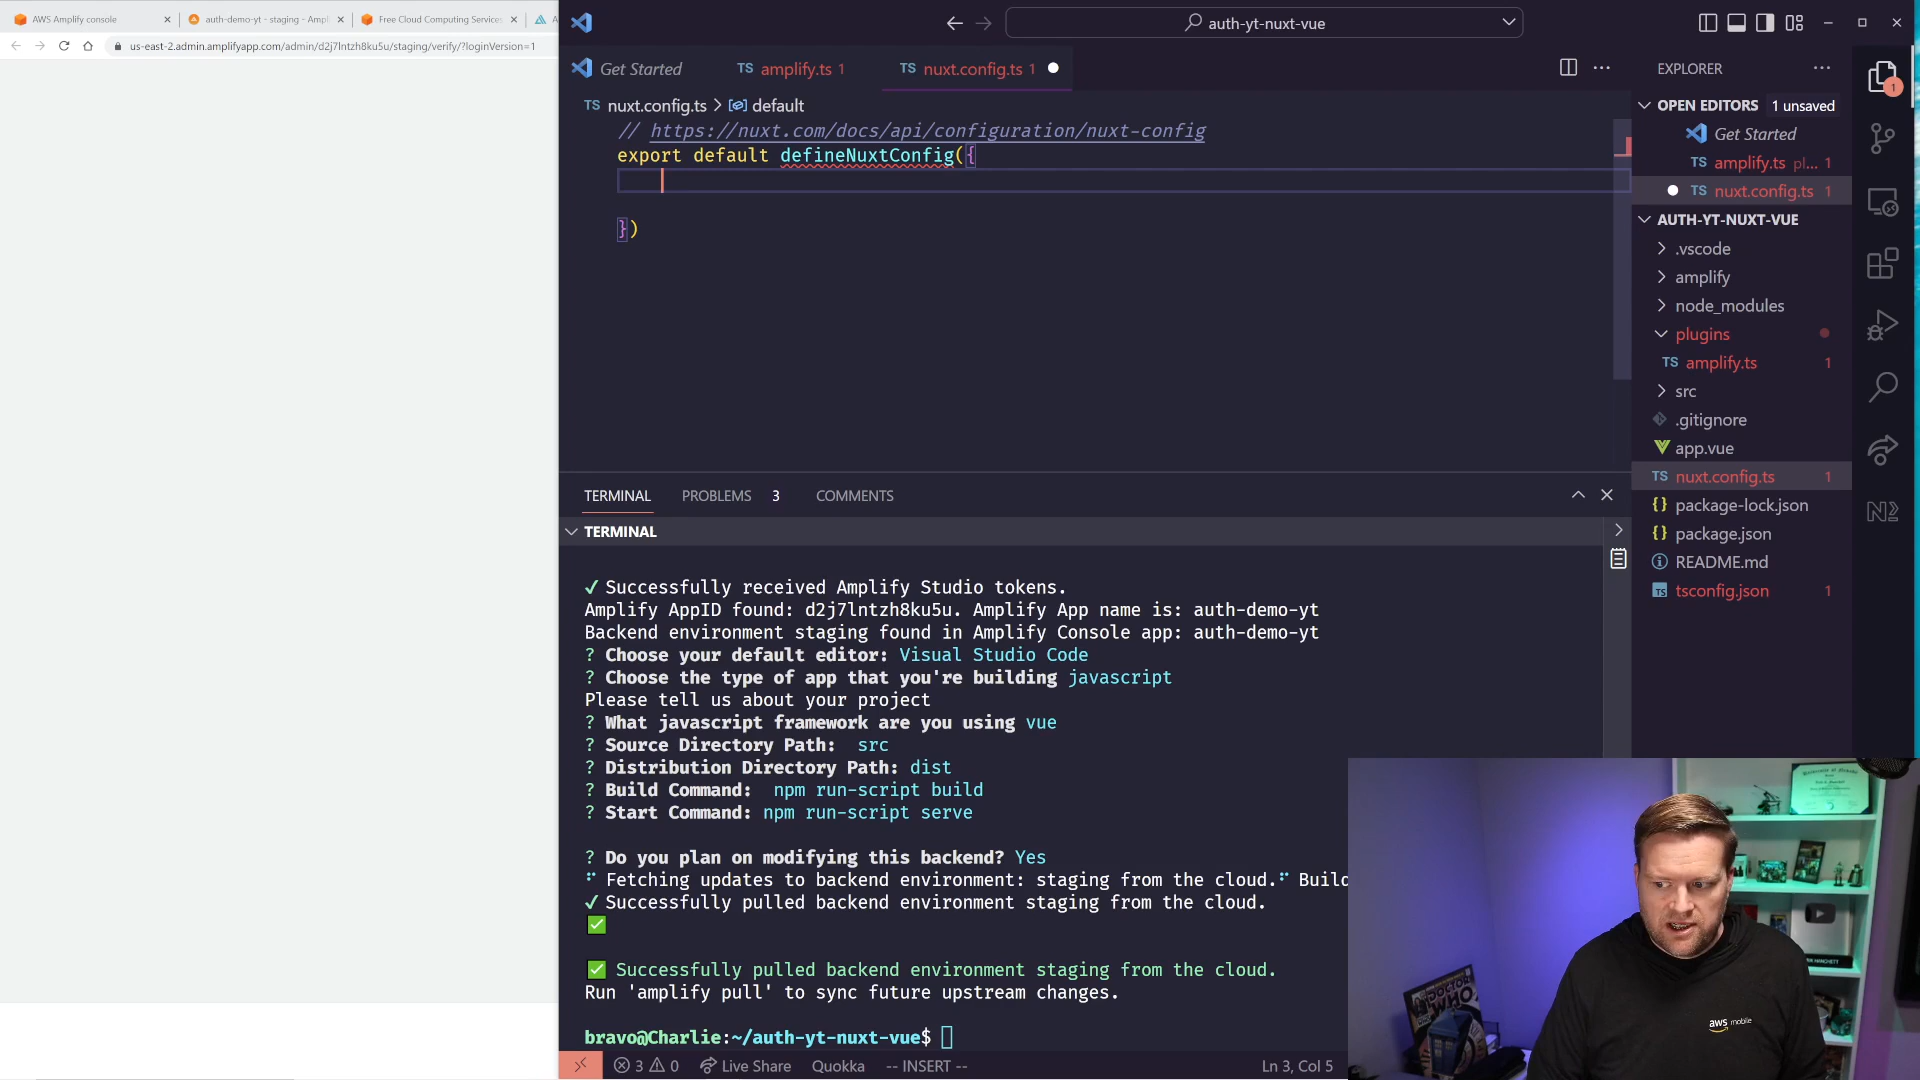 AWS Amplify console
auth-demo-yt - staging - Ampl
Free Cloud Computing Services
us-east-2.admin.amplifyapp.com/admin/d2j7lntzh8ku5u/staging/verify/?loginVersion=1
auth-yt-nuxt-vue
Get Started
TS amplify.ts 1
TS nuxt.config.ts 1
TS nuxt.config.ts > default
// https://nuxt.com/docs/api/configuration/nuxt-config
export default defineNuxtConfig({
})
EXPLORER
OPEN EDITORS 1 unsaved
Get Started
TS amplify.ts pl... 1
TS nuxt.config.ts 1
AUTH-YT-NUXT-VUE
.vscode
amplify
node_modules
plugins
TS amplify.ts 1
src
.gitignore
app.vue
TS nuxt.config.ts 1
{} package-lock.json
{} package.json
README.md
TS tsconfig.json 1
1
TERMINAL PROBLEMS 3 COMMENTS
TERMINAL
✓ Successfully received Amplify Studio tokens.
Amplify AppID found: d2j7lntzh8ku5u. Amplify App name is: auth-demo-yt
Backend environment staging found in Amplify Console app: auth-demo-yt
? Choose your default editor: Visual Studio Code
? Choose the type of app that you're building javascript
Please tell us about your project
? What javascript framework are you using vue
? Source Directory Path:  src
? Distribution Directory Path: dist
? Build Command:  npm run-script build
? Start Command: npm run-script serve
? Do you plan on modifying this backend? Yes
⠋ Fetching updates to backend environment: staging from the cloud.⠋ Build
✓ Successfully pulled backend environment staging from the cloud.
✅
✅ Successfully pulled backend environment staging from the cloud.
Run 'amplify pull' to sync future upstream changes.
bravo@Charlie:~/auth-yt-nuxt-vue$
3 0 Live Share Quokka -- INSERT -- Ln 3, Col 5
DOCTOR
WHO
aws mobile